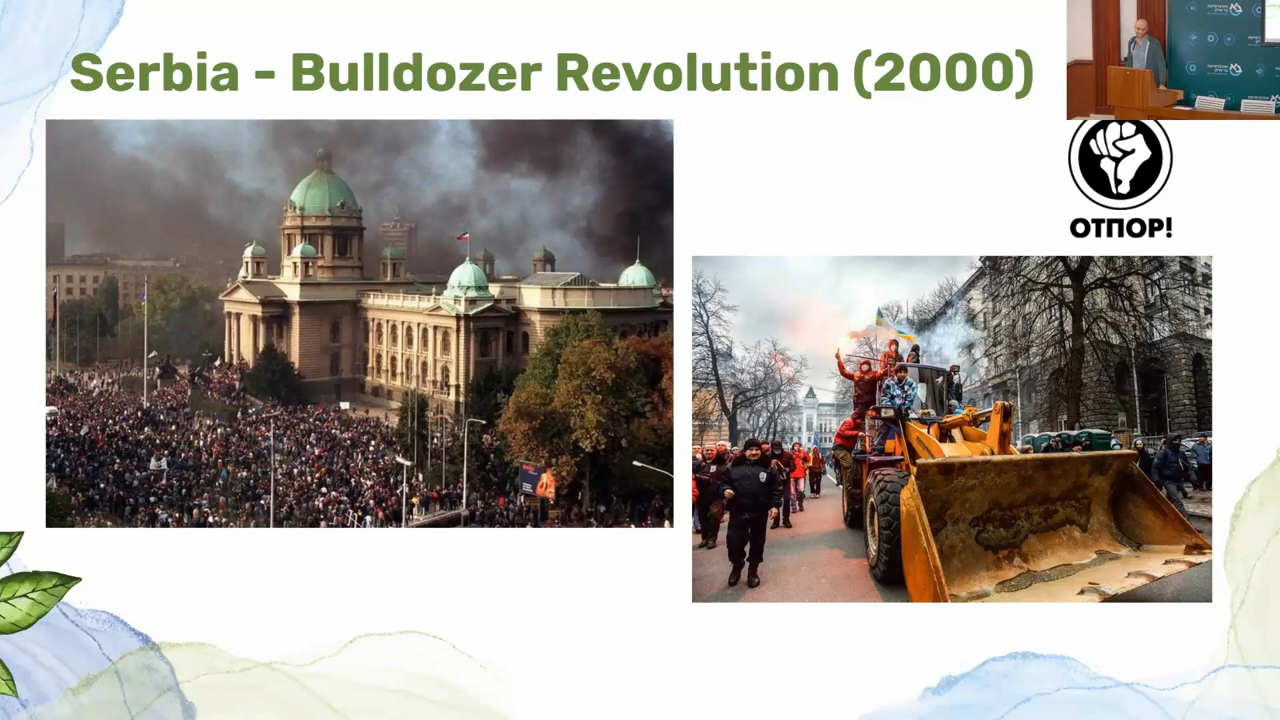 Serbia - Bulldozer Revolution (2000)
ОТПОР!